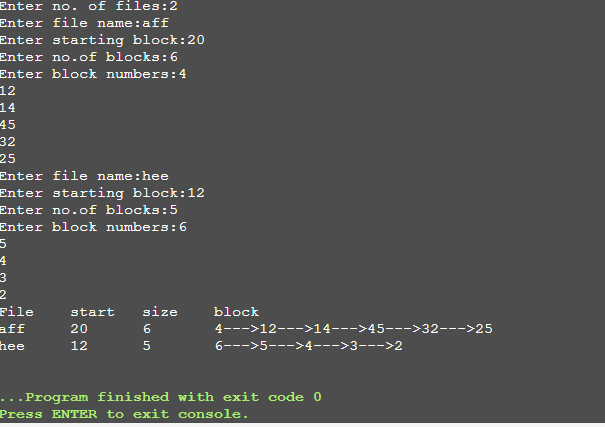 Enter no. of files:2
Enter file name:aff
Enter starting block:20
Enter no.of blocks:6
Enter block numbers:4
12
14
45
32
25
Enter file name:hee
Enter starting block:12
Enter no.of blocks:5
Enter block numbers:6
5
4
3
2
File start size block
aff 20 6 4--->12--->14--->45--->32--->25
hee 12 5 6--->5--->4--->3--->2
...Program finished with exit code 0
Press ENTER to exit console.